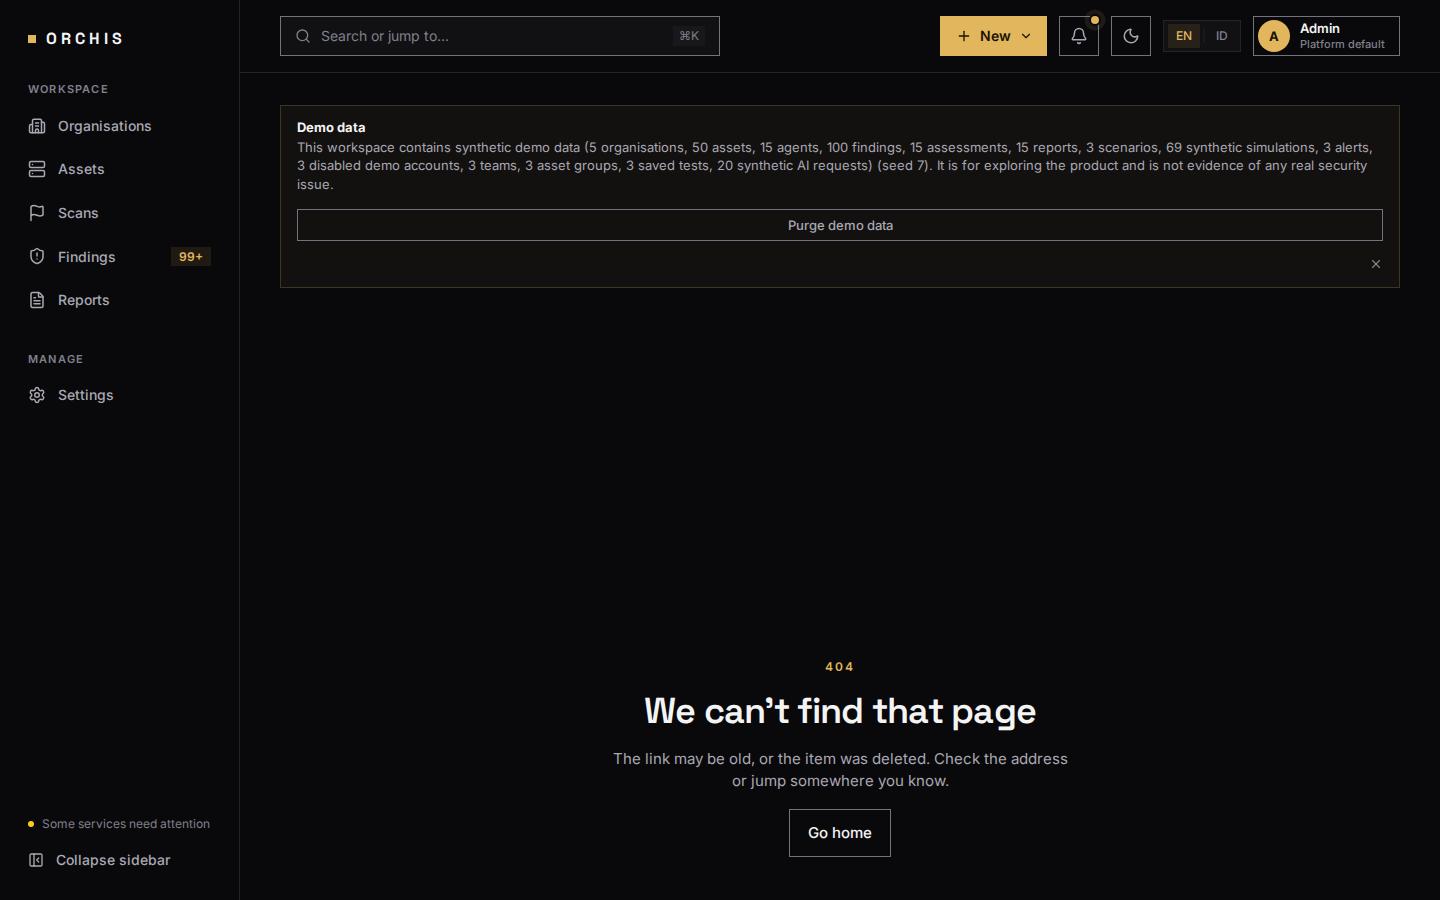 ORCHIS
Search or jump to...
⌘K
New
EN
ID
A
Admin
Platform default
WORKSPACE
Organisations
Assets
Scans
Findings
99+
Reports
MANAGE
Settings
Some services need attention
Collapse sidebar
Demo data
This workspace contains synthetic demo data (5 organisations, 50 assets, 15 agents, 100 findings, 15 assessments, 15 reports, 3 scenarios, 69 synthetic simulations, 3 alerts,
3 disabled demo accounts, 3 teams, 3 asset groups, 3 saved tests, 20 synthetic AI requests) (seed 7). It is for exploring the product and is not evidence of any real security
issue.
Purge demo data
404
We can’t find that page
The link may be old, or the item was deleted. Check the address
or jump somewhere you know.
Go home